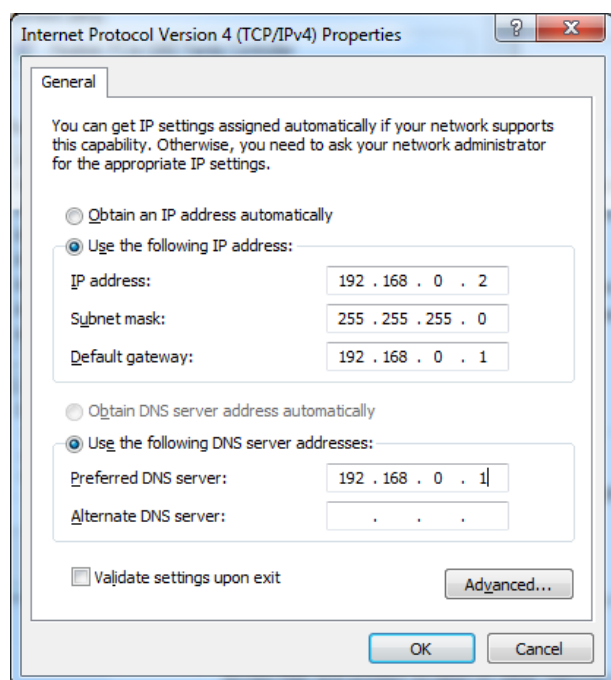 Internet Protocol Version 4 (TCP/IPv4) Properties
General
You can get IP settings assigned automatically if your network supports
this capability. Otherwise, you need to ask your network administrator
for the appropriate IP settings.
Obtain an IP address automatically
Use the following IP address:
IP address: 192 . 168 . 0 . 2
Subnet mask: 255 . 255 . 255 . 0
Default gateway: 192 . 168 . 0 . 1
Obtain DNS server address automatically
Use the following DNS server addresses:
Preferred DNS server: 192 . 168 . 0 . 1
Alternate DNS server: . . .
Validate settings upon exit
Advanced...
OK Cancel